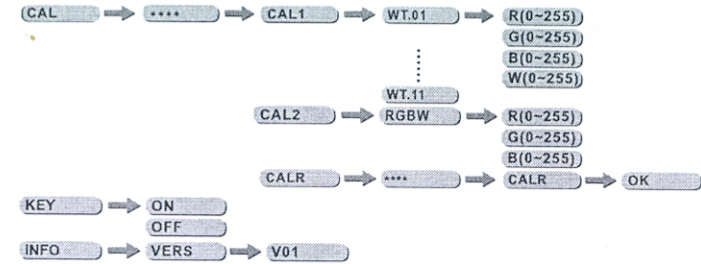 CAL **** CAL1 WT.01 R(0~255)
G(0~255)
B(0~255)
W(0~255)
WT.11
CAL2 RGBW R(0~255)
G(0~255)
B(0~255)
CALR **** CALR OK
KEY ON
OFF
INFO VERS V01